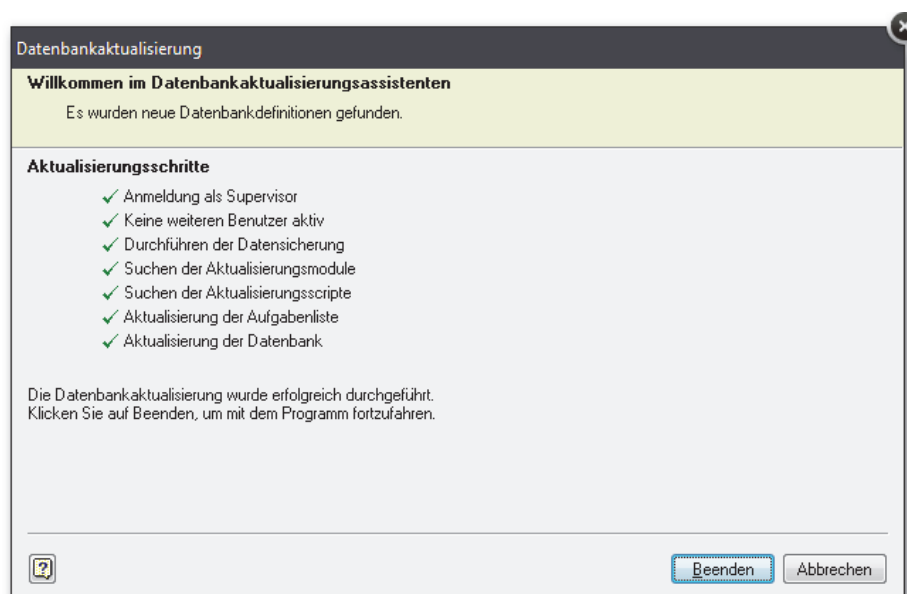 Datenbankaktualisierung
Willkommen im Datenbankaktualisierungsassistenten
Es wurden neue Datenbankdefinitionen gefunden.
Aktualisierungsschritte
Anmeldung als Supervisor
Keine weiteren Benutzer aktiv
Durchführen der Datensicherung
Suchen der Aktualisierungsmodule
Suchen der Aktualisierungsscripte
Aktualisierung der Aufgabenliste
Aktualisierung der Datenbank
Die Datenbankaktualisierung wurde erfolgreich durchgeführt.
Klicken Sie auf Beenden, um mit dem Programm fortzufahren.
? Beenden Abbrechen